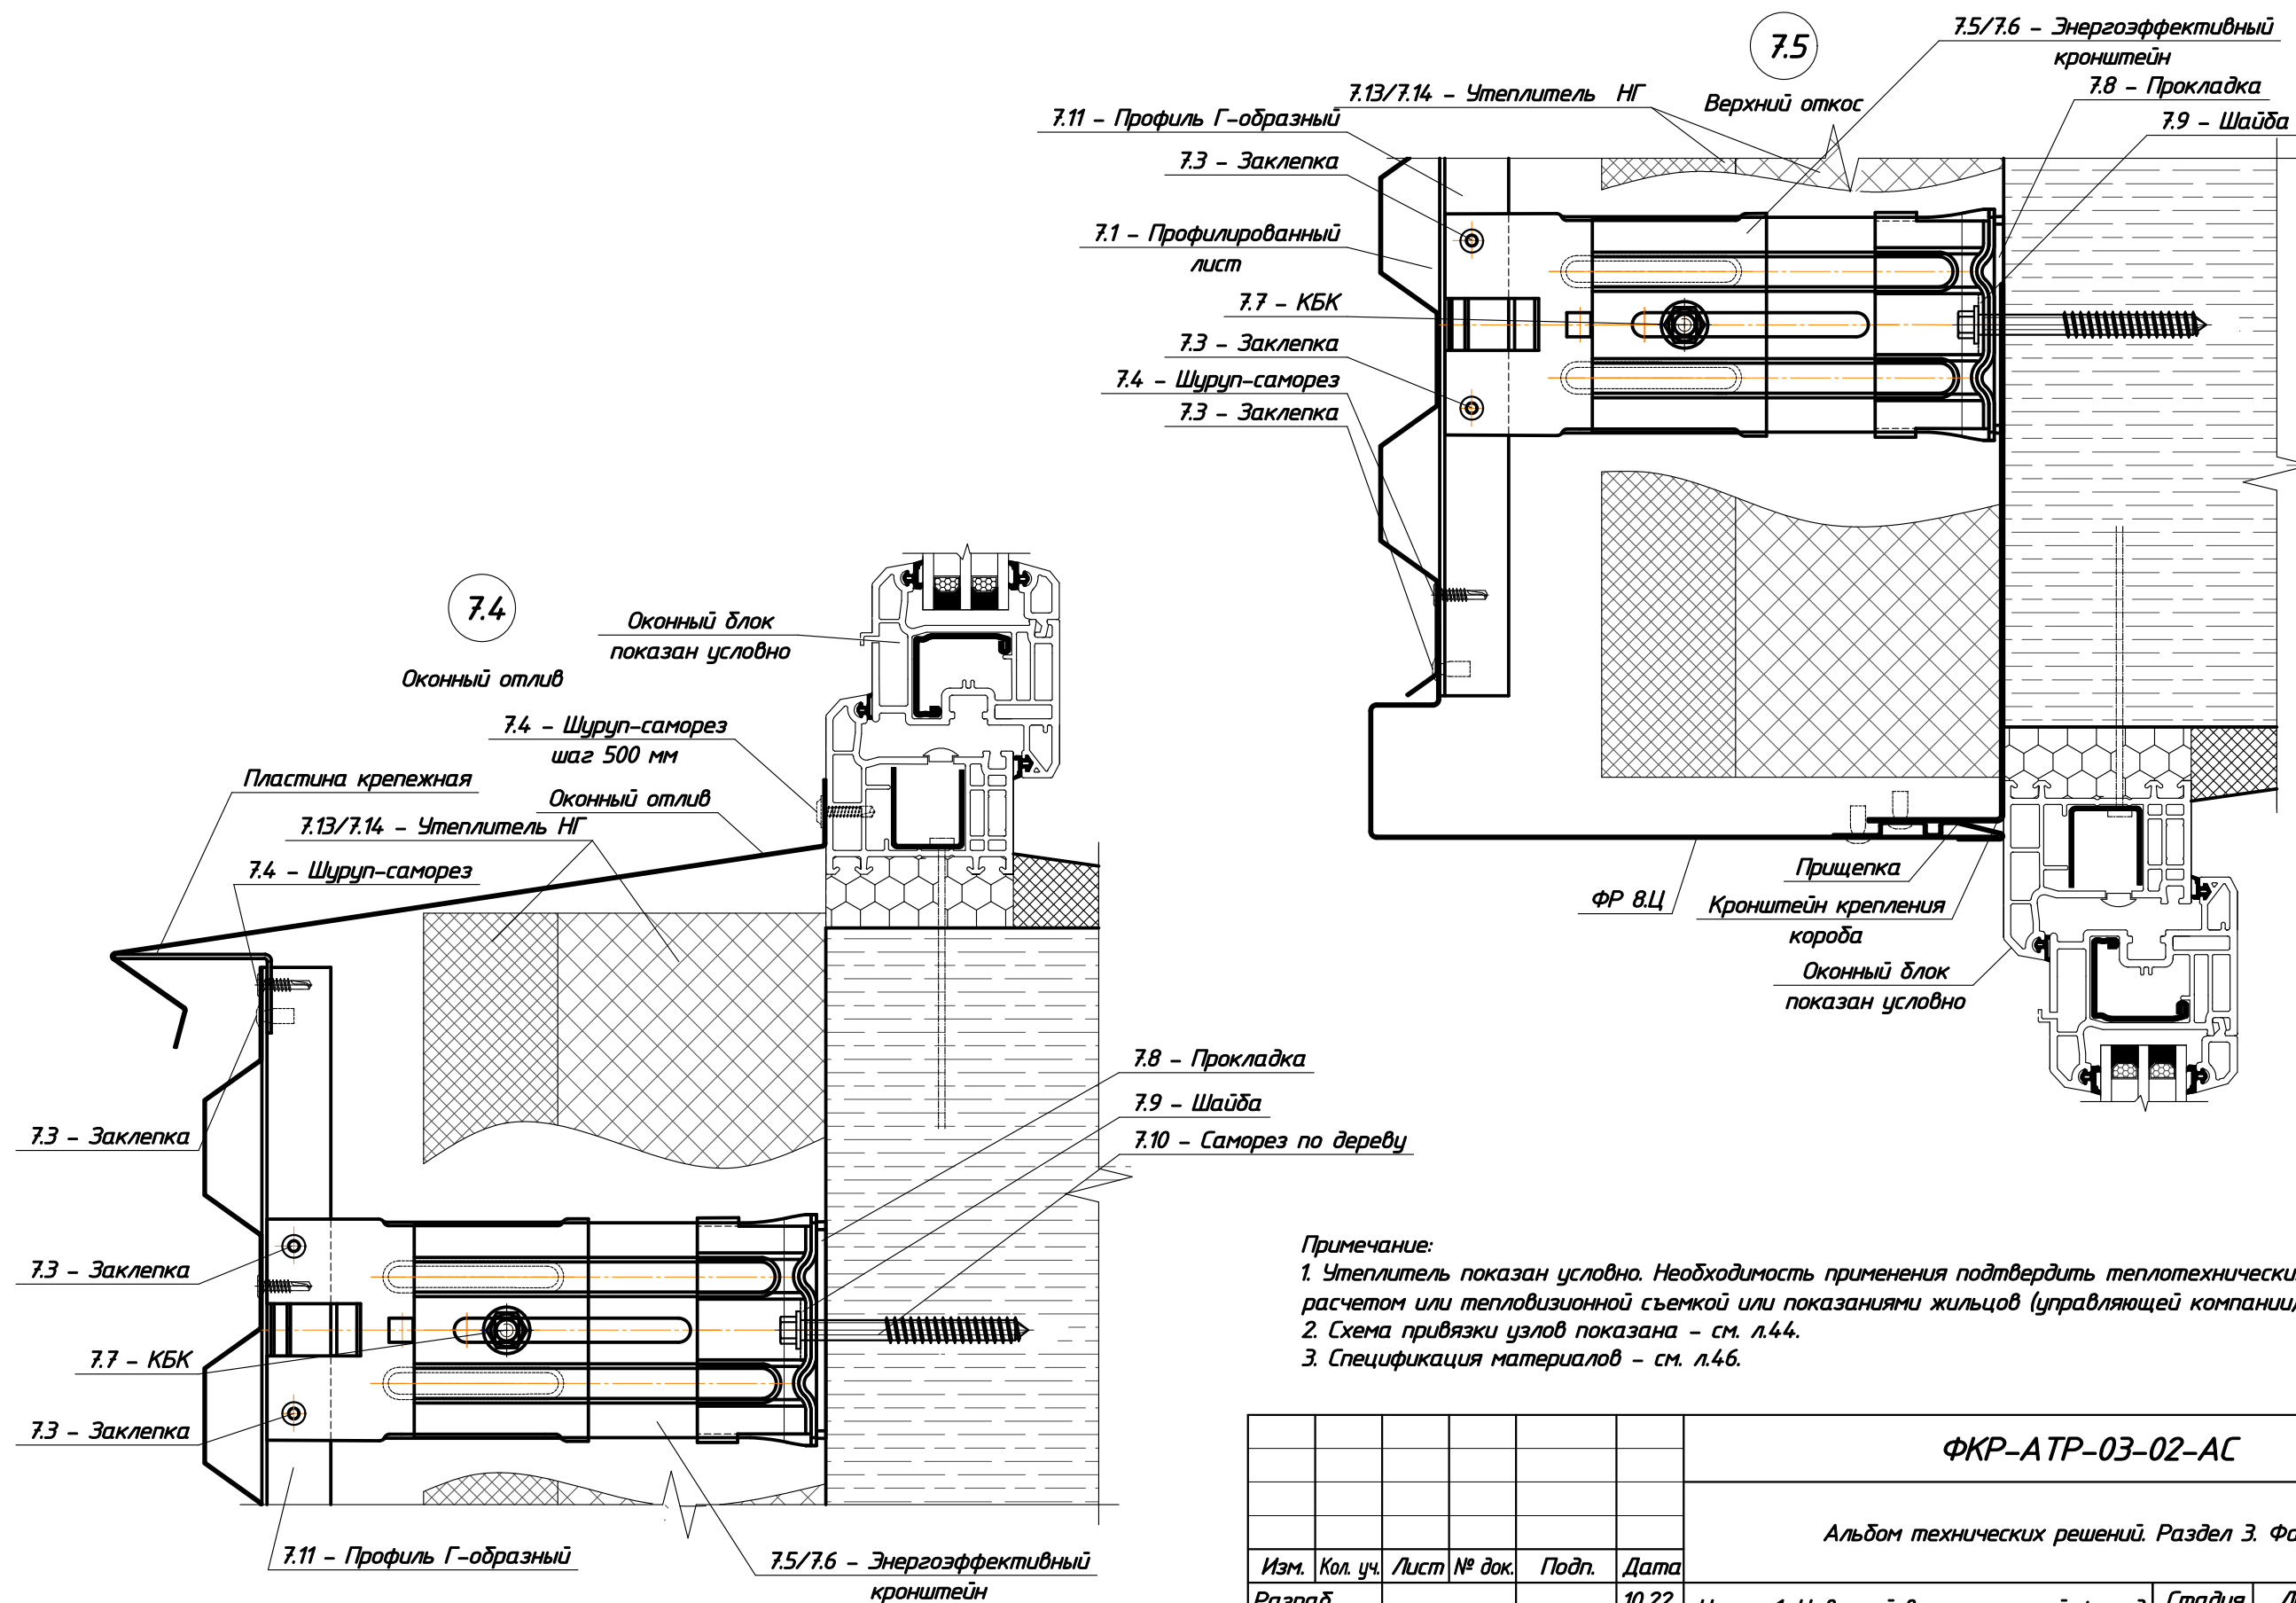 7.5
Верхний откос
7.5/7.6 - Энергоэффективный
кронштейн
7.8 - Прокладка
7.9 - Шайба
7.13/7.14 - Утеплитель НГ
7.11 - Профиль Г-образный
7.3 - Заклепка
7.1 - Профилированный
лист
7.7 - КБК
7.3 - Заклепка
7.4 - Шуруп-саморез
7.3 - Заклепка
Прищепка
ФР 8.Ц
Кронштейн крепления
короба
Оконный блок
показан условно
7.4
Оконный отлив
Оконный блок
показан условно
7.4 - Шуруп-саморез
шаг 500 мм
Пластина крепежная
Оконный отлив
7.13/7.14 - Утеплитель НГ
7.4 - Шуруп-саморез
7.8 - Прокладка
7.9 - Шайба
7.10 - Саморез по дереву
7.3 - Заклепка
7.3 - Заклепка
7.7 - КБК
7.3 - Заклепка
7.11 - Профиль Г-образный
7.5/7.6 - Энергоэффективный
кронштейн
Примечание:
1. Утеплитель показан условно. Необходимость применения подтвердить теплотехнически
расчетом или тепловизионной съемкой или показаниями жильцов (управляющей компании
2. Схема привязки узлов показана - см. л.44.
3. Спецификация материалов - см. л.46.
ФКР-АТР-03-02-АС
Альбом технических решений. Раздел 3. Фа
Изм. Кол. уч. Лист № док. Подп. Дата
Разраб. 10.22
Стадия